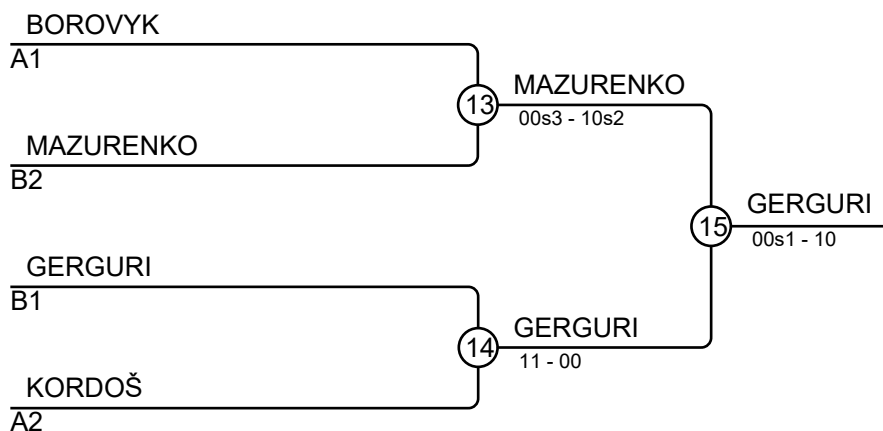 BOROVYK
A1
13
MAZURENKO
00s3 - 10s2
MAZURENKO
B2
15
GERGURI
00s1 - 10
GERGURI
B1
14
GERGURI
11 - 00
KORDOŠ
A2